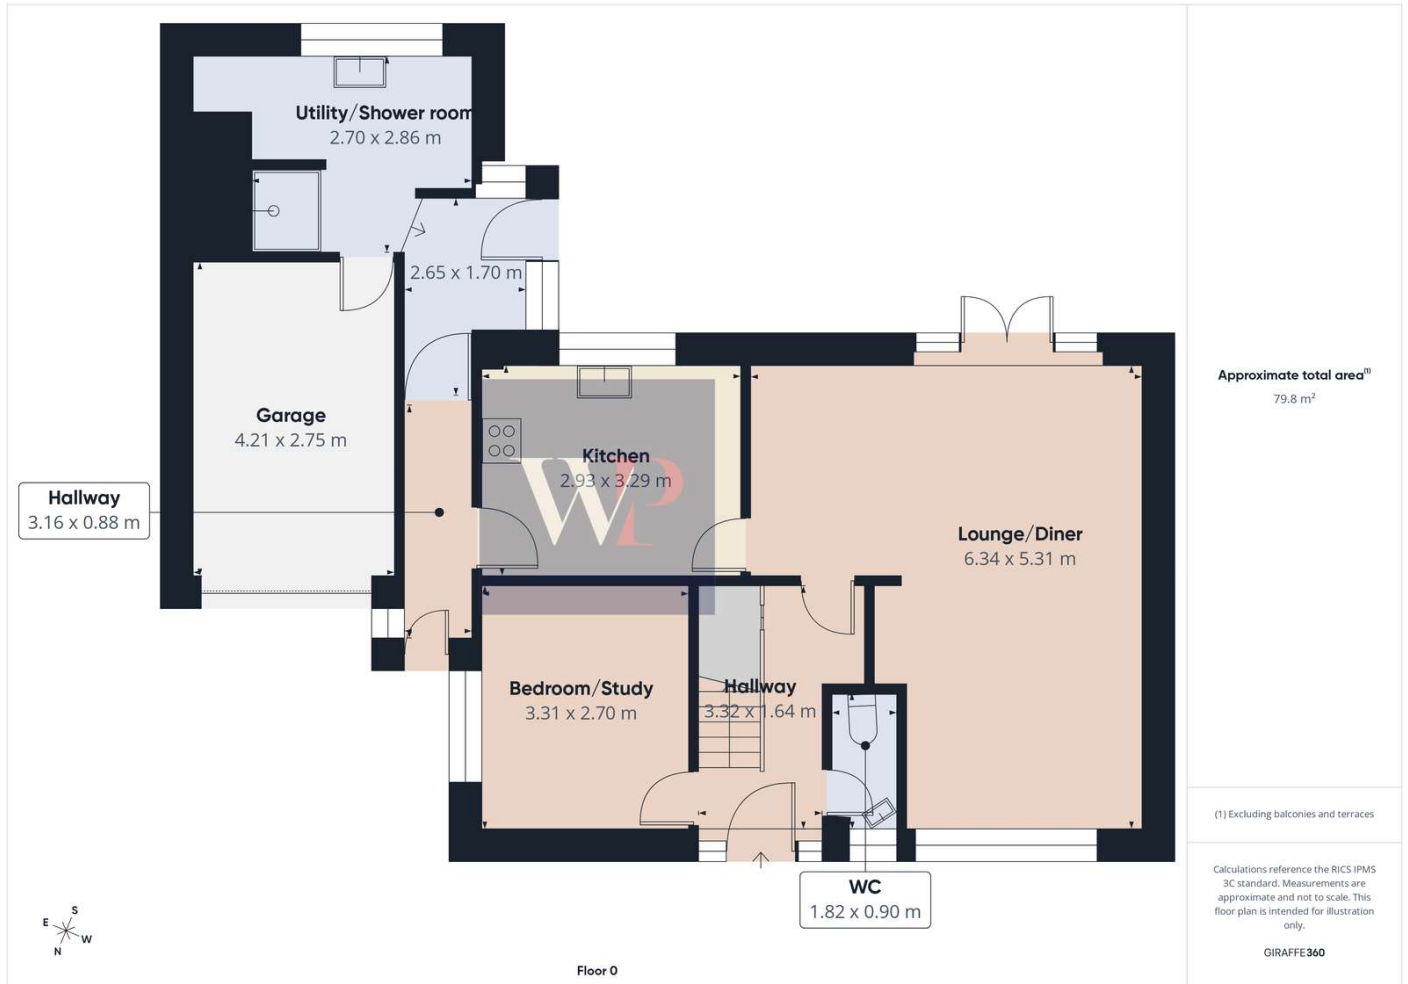 Utility/Shower room
2.70 x 2.86 m
2.65 x 1.70 m
Garage
4.21 x 2.75 m
Hallway
3.16 x 0.88 m
Kitchen
2.93 x 3.29 m
WP
Lounge/Diner
6.34 x 5.31 m
Bedroom/Study
3.31 x 2.70 m
Hallway
3.32 x 1.64 m
WC
1.82 x 0.90 m
S
E
W
N
Floor 0
Approximate total area(1)
79.8 m²
(1) Excluding balconies and terraces
Calculations reference the RICS IPMS
3C standard. Measurements are
approximate and not to scale. This
floor plan is intended for illustration
only.
GIRAFFE360